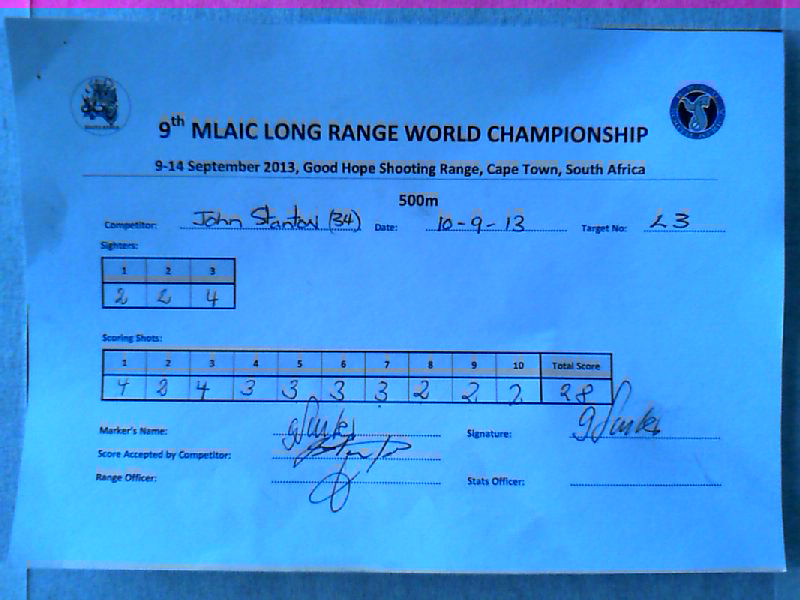 9th MLAIC LONG RANGE WORLD CHAMPIONSHIP
9-14 September 2013, Good Hope Shooting Range, Cape Town, South Africa
500m
Competitor: John Stanton (34) Date: 10-9-13 Target No: 23
Sighters:
1 2 3
2 2 4
Scoring Shots:
1 2 3 4 5 6 7 8 9 10 Total Score
4 2 4 3 3 3 3 2 2 2 28
Marker's Name: Signature:
Score Accepted by Competitor:
Range Officer: Stats Officer: